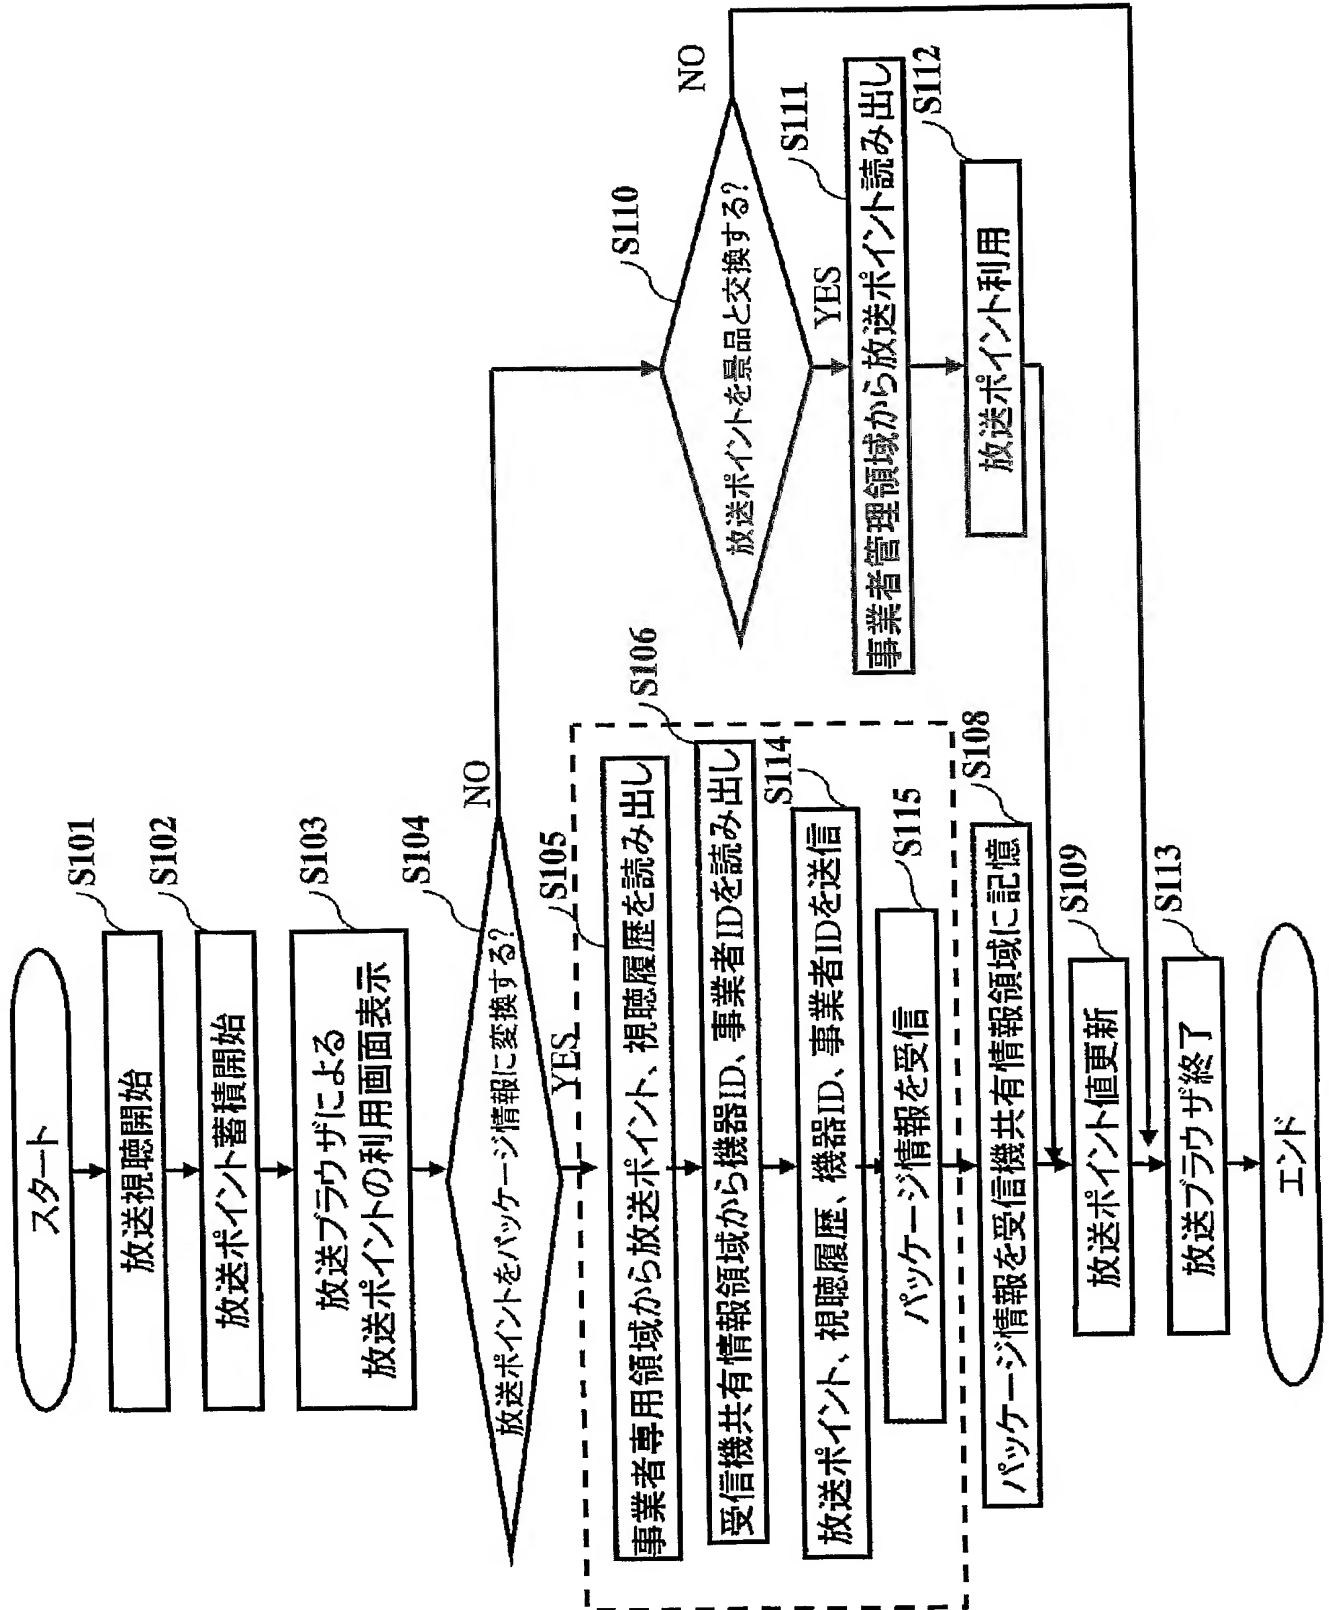 スタート
S101
放送視聴開始
S102
放送ポイント蓄積開始
S103
放送ブラウザによる
放送ポイントの利用画面表示
S104
放送ポイントをパッケージ情報に変換する?
NO
YES
S105
事業者専用領域から放送ポイント、視聴履歴を読み出し
S106
受信機共有情報領域から機器ID、事業者IDを読み出し
S114
放送ポイント、視聴履歴、機器ID、事業者IDを送信
S115
パッケージ情報を受信
S108
パッケージ情報を受信機共有情報領域に記憶
S110
放送ポイントを景品と交換する?
NO
YES
S111
事業者管理領域から放送ポイント読み出し
S112
放送ポイント利用
S109
放送ポイント値更新
S113
放送ブラウザ終了
エンド